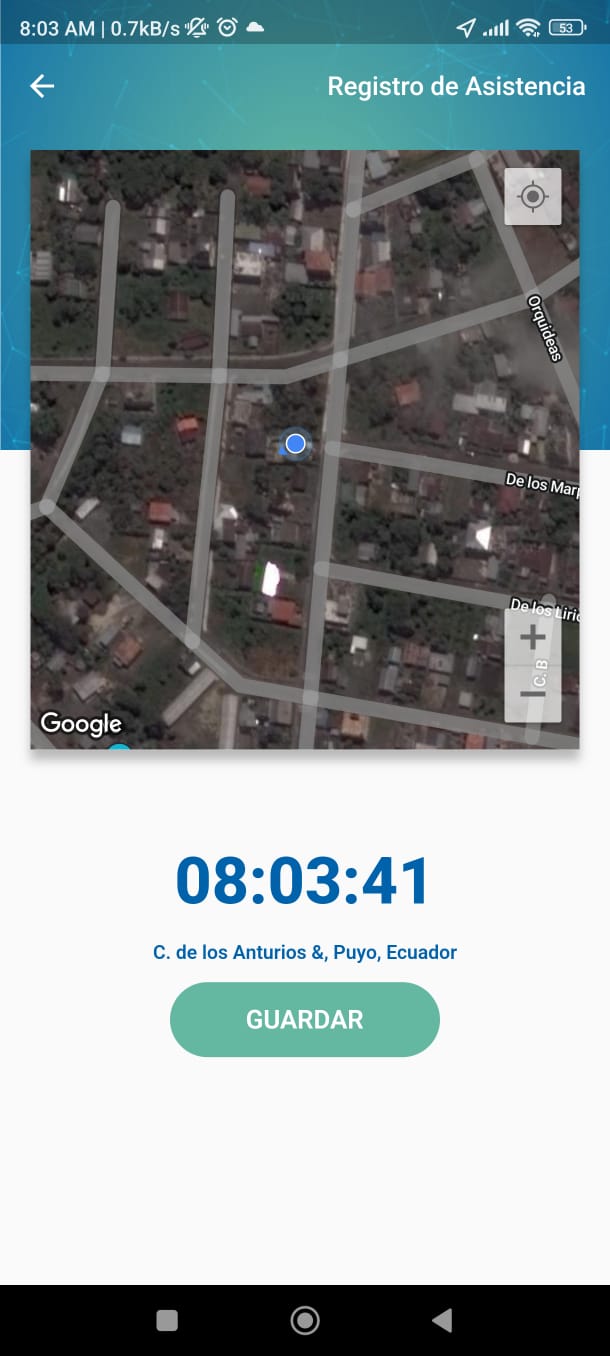 8:03 AM | 0.7kB/s
53
Registro de Asistencia
Orquideas
De los Marp
De los Lirio
C. B
Google
08:03:41
C. de los Anturios &, Puyo, Ecuador
GUARDAR